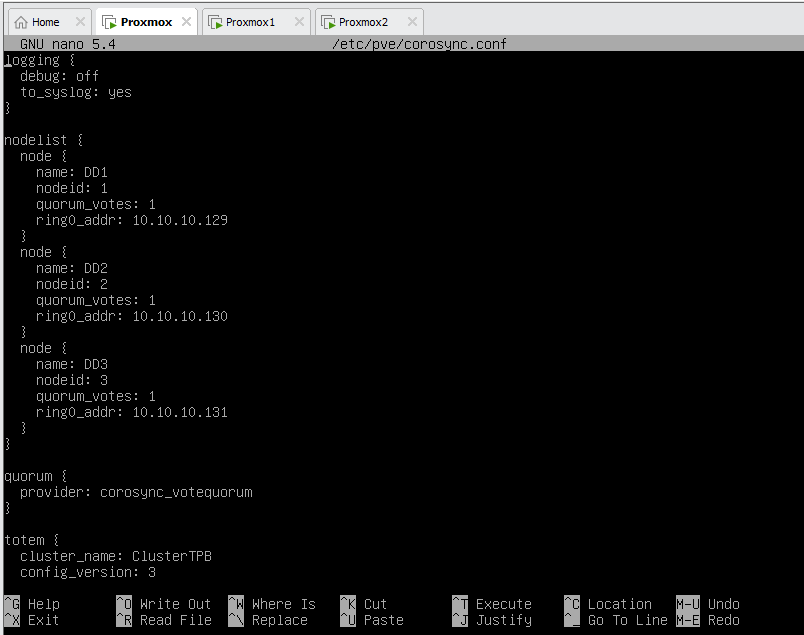 Home Proxmox Proxmox1 Proxmox2
GNU nano 5.4 /etc/pve/corosync.conf
logging {
  debug: off
  to_syslog: yes
}
nodelist {
  node {
    name: DD1
    nodeid: 1
    quorum_votes: 1
    ring0_addr: 10.10.10.129
  }
  node {
    name: DD2
    nodeid: 2
    quorum_votes: 1
    ring0_addr: 10.10.10.130
  }
  node {
    name: DD3
    nodeid: 3
    quorum_votes: 1
    ring0_addr: 10.10.10.131
  }
}
quorum {
  provider: corosync_votequorum
}
totem {
  cluster_name: ClusterTPB
  config_version: 3
^G Help ^O Write Out ^W Where Is ^K Cut ^T Execute ^C Location M-U Undo
^X Exit ^R Read File ^\ Replace ^U Paste ^J Justify ^_ Go To Line M-E Redo